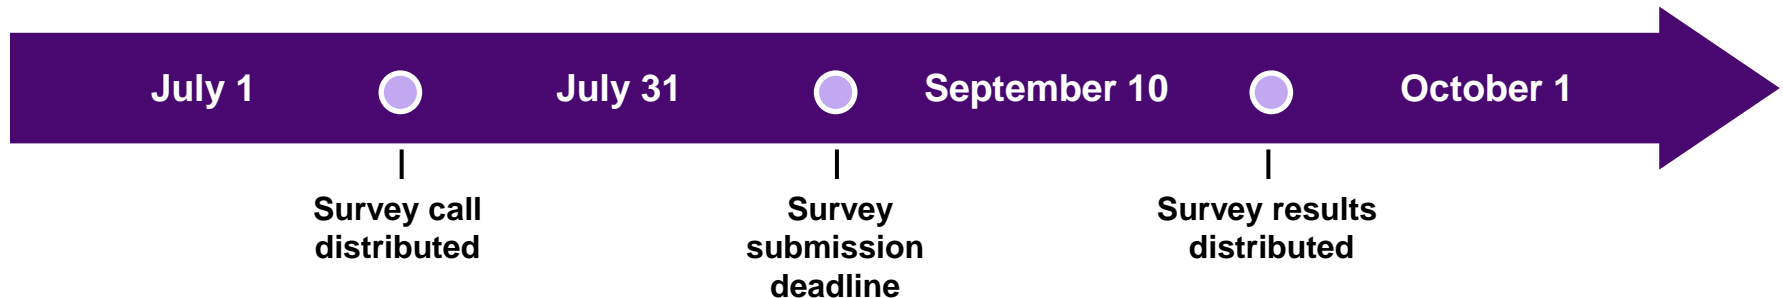 July 1
July 31
September 10
October 1
Survey call
distributed
Survey
submission
deadline
Survey results
distributed